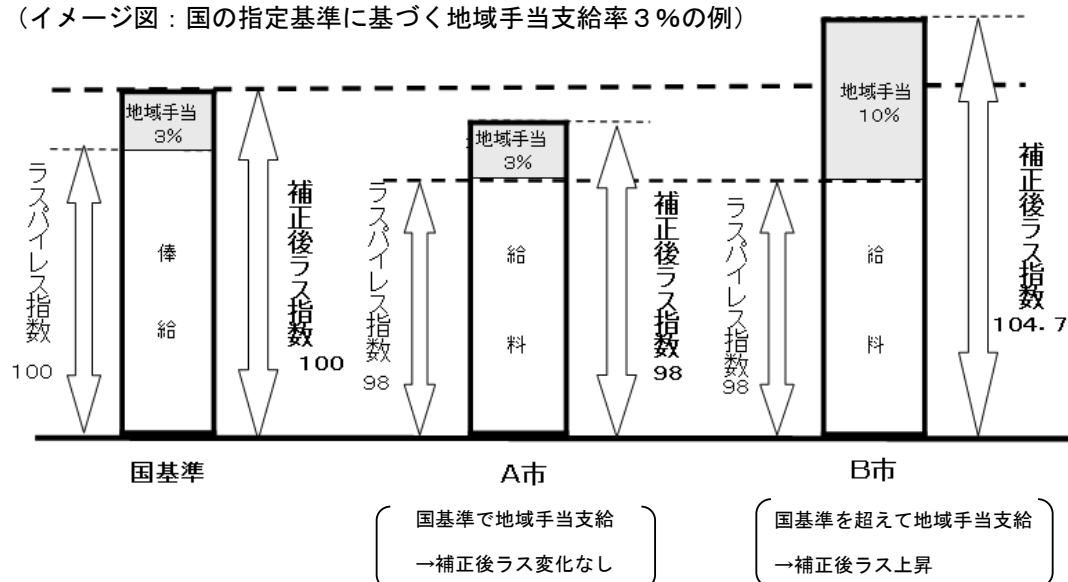 （イメージ図：国の指定基準に基づく地域手当支給率３%の例）
地域手当
3%
俸
給
ラスパイレス指数
100
補正後ラス指数
100
国基準
地域手当
3%
給
料
ラスパイレス指数
98
補正後ラス指数
98
A市
国基準で地域手当支給
→補正後ラス変化なし
地域手当
10%
給
料
ラスパイレス指数
98
補正後ラス指数
104.7
B市
国基準を超えて地域手当支給
→補正後ラス上昇